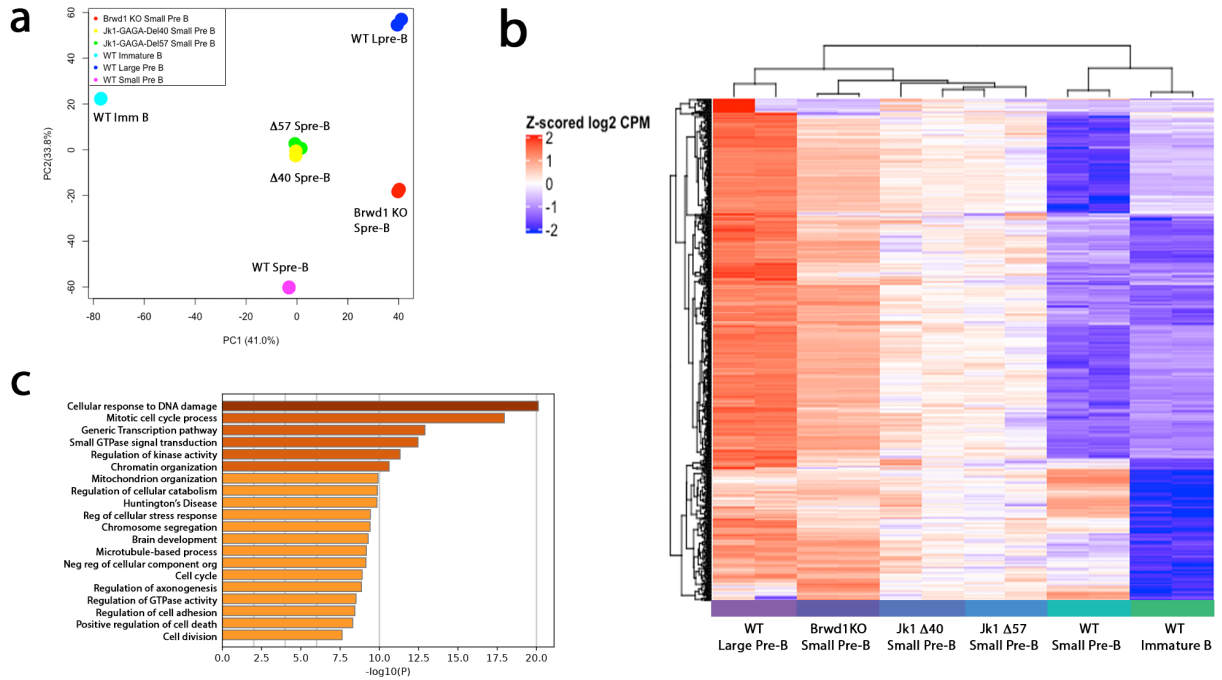 a
Brwd1 KO Small Pre B
Jk1-GAGA-Del40 Small Pre B
Jk1-GAGA-Del57 Small Pre B
WT Immature B
WT Large Pre B
WT Small Pre B
WT Lpre-B
WT Imm B
Δ57 Spre-B
Δ40 Spre-B
Brwd1 KO
Spre-B
WT Spre-B
PC2(33.8%)
60
40
20
0
-20
-40
-60
-80
-60
-40
-20
0
20
40
PC1 (41.0%)
b
Z-scored log2 CPM
2
1
0
-1
-2
WT
Large Pre-B
Brwd1KO
Small Pre-B
Jk1 Δ40
Small Pre-B
Jk1 Δ57
Small Pre-B
WT
Small Pre-B
WT
Immature B
c
Cellular response to DNA damage
Mitotic cell cycle process
Generic Transcription pathway
Small GTPase signal transduction
Regulation of kinase activity
Chromatin organization
Mitochondrion organization
Regulation of cellular catabolism
Huntington's Disease
Reg of cellular stress response
Chromosome segregation
Brain development
Microtubule-based process
Neg reg of cellular component org
Cell cycle
Regulation of axonogenesis
Regulation of GTPase activity
Regulation of cell adhesion
Positive regulation of cell death
Cell division
0.0
2.5
5.0
7.5
10.0
12.5
15.0
17.5
20.0
-log10(P)